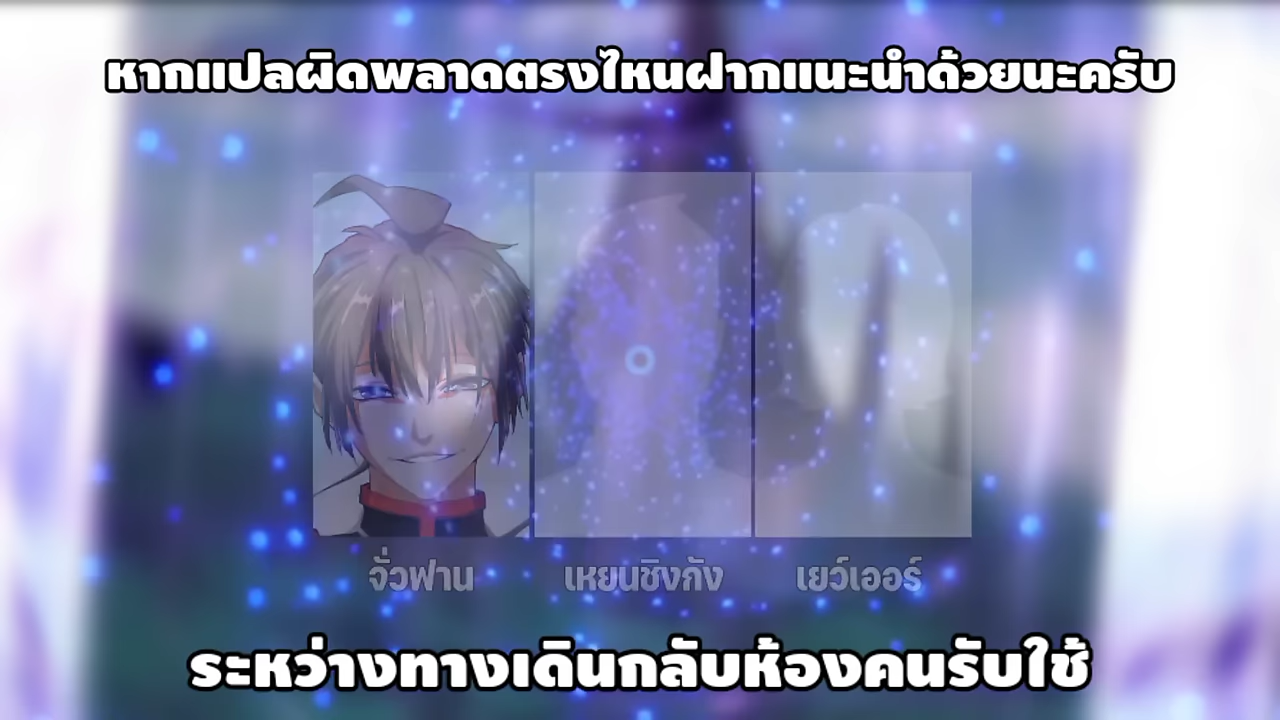 หากแปลผิดพลาดตรงไหนฝากแนะนำด้วยนะครับ
จั่วฟาน เหยียนชิงกัง เยว์เออร์
ระหว่างทางเดินกลับห้องคนรับใช้